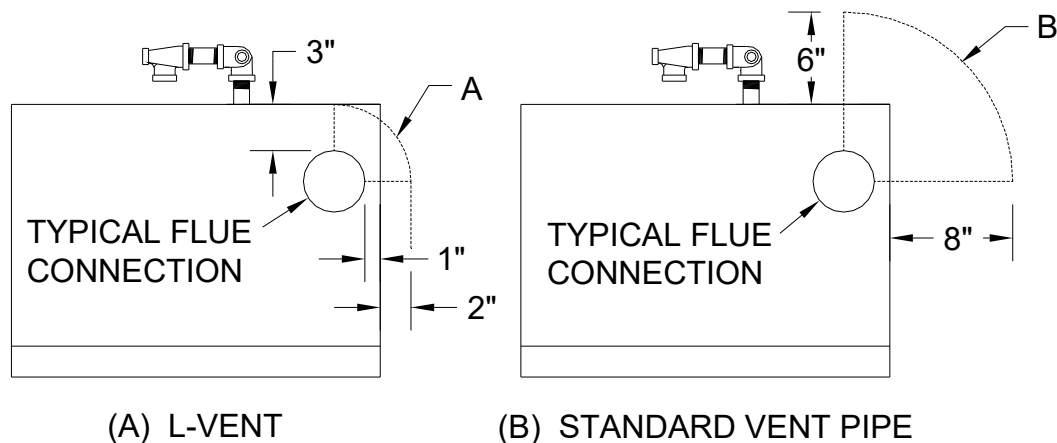 3"
A
TYPICAL FLUE
CONNECTION
1"
2"
(A) L-VENT
6"
B
TYPICAL FLUE
CONNECTION
8"
(B) STANDARD VENT PIPE